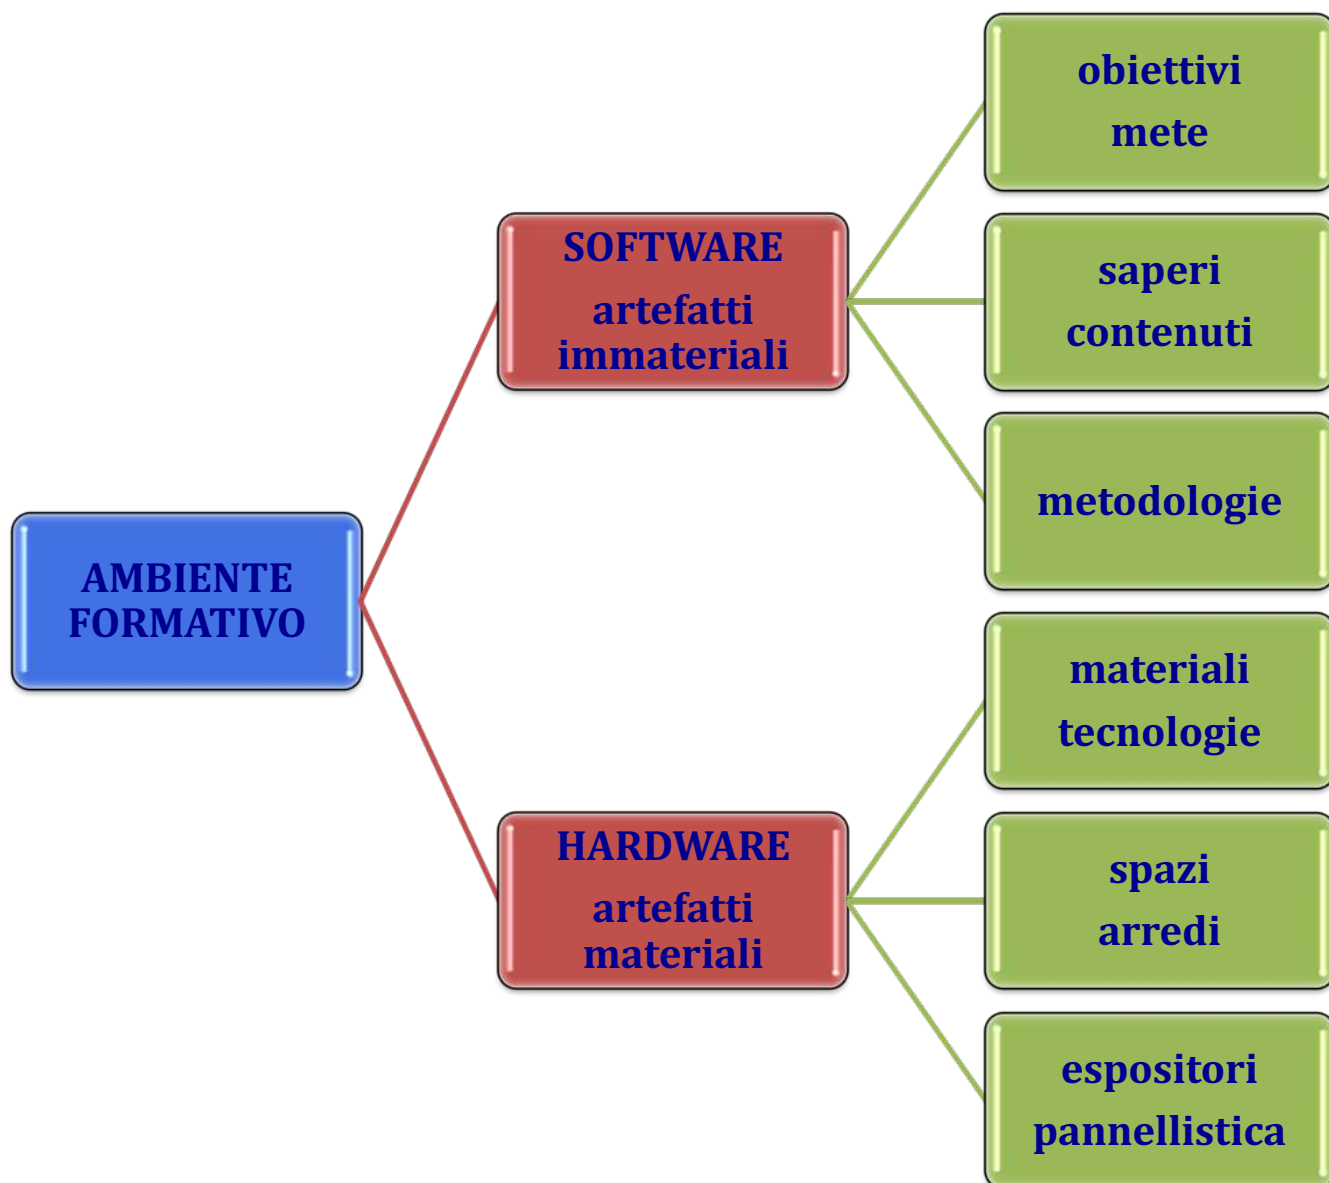 AMBIENTE
FORMATIVO
SOFTWARE
artefatti
immateriali
obiettivi
mete
saperi
contenuti
metodologie
HARDWARE
artefatti
materiali
materiali
tecnologie
spazi
arredi
espositori
pannellistica